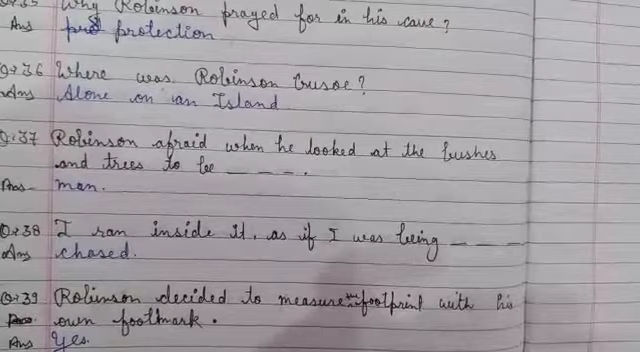 Q.35 Why Robinson prayed for in his cave?
Ans protection
Q.36 Where was Robinson Crusoe?
Ans Alone on an Island
Q.37 Robinson afraid when he looked at the bushes
and trees to be _ _ _ _.
Ans- man.
Q.38 I ran inside it, as if I was being _ _ _
Ans chased.
Q.39 Robinson decided to measure the footprint with his
own footmark.
Ans Yes.